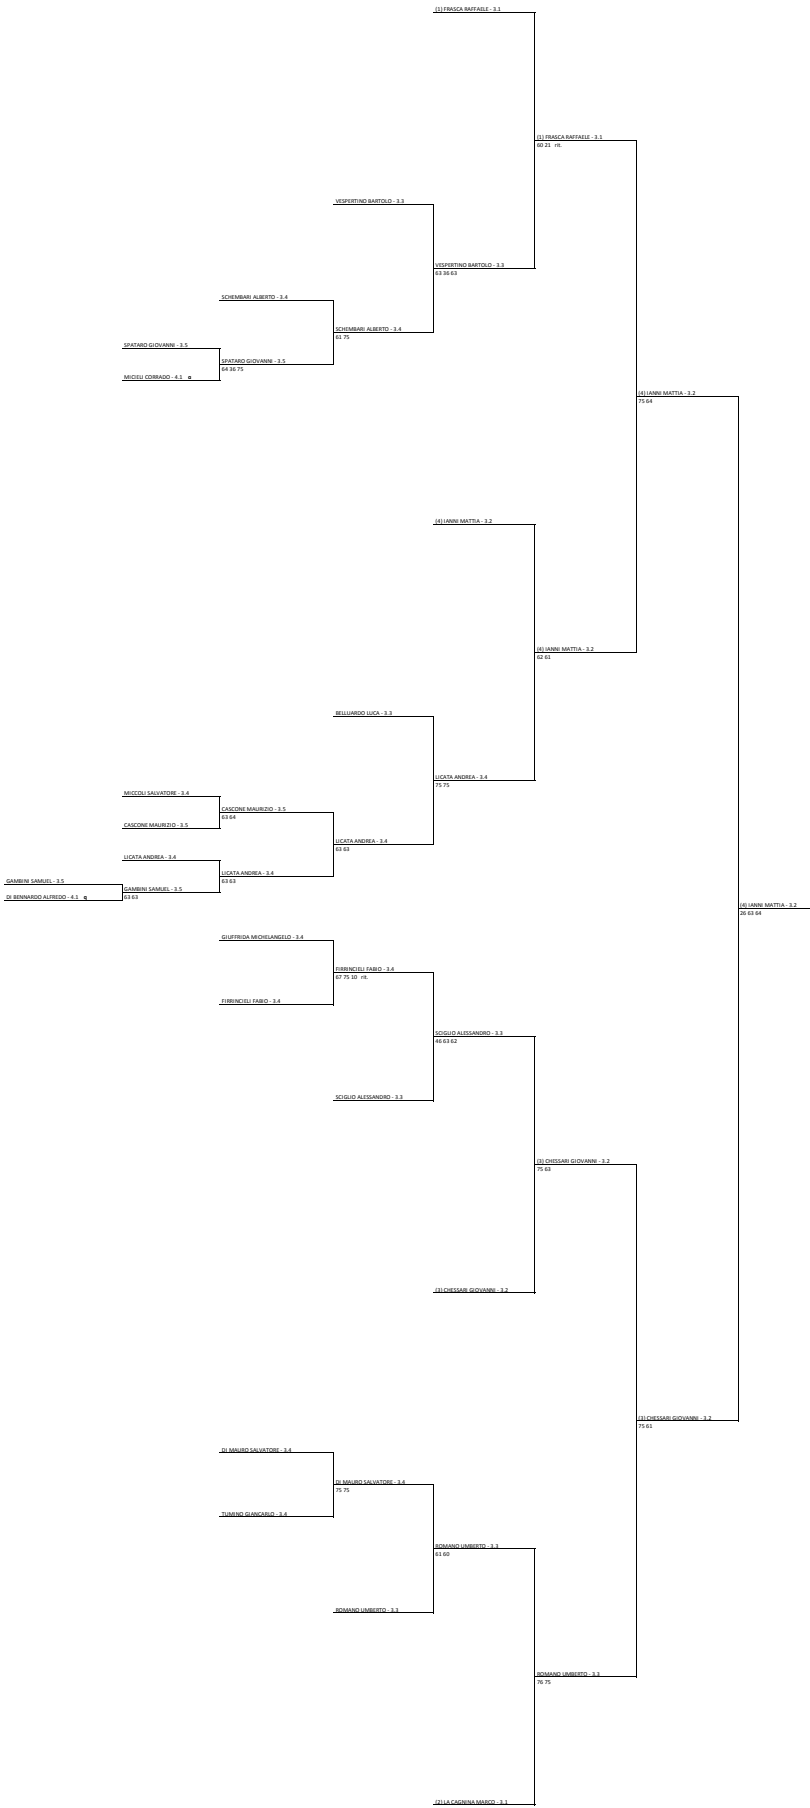 (1) FRASCA RAFFAELE - 3.1
(1) FRASCA RAFFAELE - 3.1
60 21 rit.
VESPERTINO BARTOLO - 3.3
VESPERTINO BARTOLO - 3.3
63 36 63
SCHEMBARI ALBERTO - 3.4
SCHEMBARI ALBERTO - 3.4
61 75
SPATARO GIOVANNI - 3.5
SPATARO GIOVANNI - 3.5
64 36 75
MICIELI CORRADO - 4.1 q
(4) IANNI MATTIA - 3.2
75 64
(4) IANNI MATTIA - 3.2
(4) IANNI MATTIA - 3.2
62 61
BELLUARDO LUCA - 3.3
LICATA ANDREA - 3.4
75 75
MICCOLI SALVATORE - 3.4
CASCONE MAURIZIO - 3.5
63 64
CASCONE MAURIZIO - 3.5
LICATA ANDREA - 3.4
63 63
LICATA ANDREA - 3.4
LICATA ANDREA - 3.4
63 63
GAMBINI SAMUEL - 3.5
GAMBINI SAMUEL - 3.5
63 63
DI BENNARDO ALFREDO - 4.1 q
(4) IANNI MATTIA - 3.2
26 63 64
GIUFFRIDA MICHELANGELO - 3.4
FIRRINCIELI FABIO - 3.4
67 75 10 rit.
FIRRINCIELI FABIO - 3.4
SCIGLIO ALESSANDRO - 3.3
46 63 62
SCIGLIO ALESSANDRO - 3.3
(3) CHESSARI GIOVANNI - 3.2
75 63
(3) CHESSARI GIOVANNI - 3.2
(3) CHESSARI GIOVANNI - 3.2
75 61
DI MAURO SALVATORE - 3.4
DI MAURO SALVATORE - 3.4
75 75
TUMINO GIANCARLO - 3.4
ROMANO UMBERTO - 3.3
61 60
ROMANO UMBERTO - 3.3
ROMANO UMBERTO - 3.3
76 75
(2) LA CAGNINA MARCO - 3.1